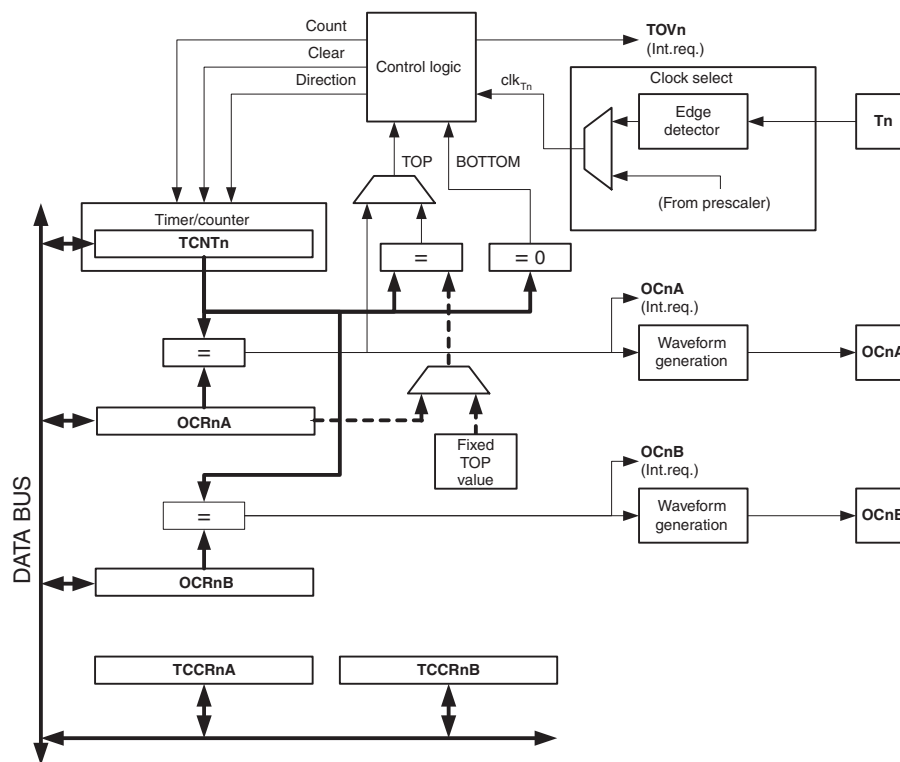 Count
Clear
Direction
Control logic
TOVn
(Int.req.)
Clock select
clkTn
Edge
detector
Tn
(From prescaler)
TOP
BOTTOM
Timer/counter
TCNTn
=
= 0
=
OCnA
(Int.req.)
Waveform
generation
OCnA
OCRnA
Fixed
TOP
value
OCnB
(Int.req.)
=
Waveform
generation
OCnB
OCRnB
DATA BUS
TCCRnA
TCCRnB